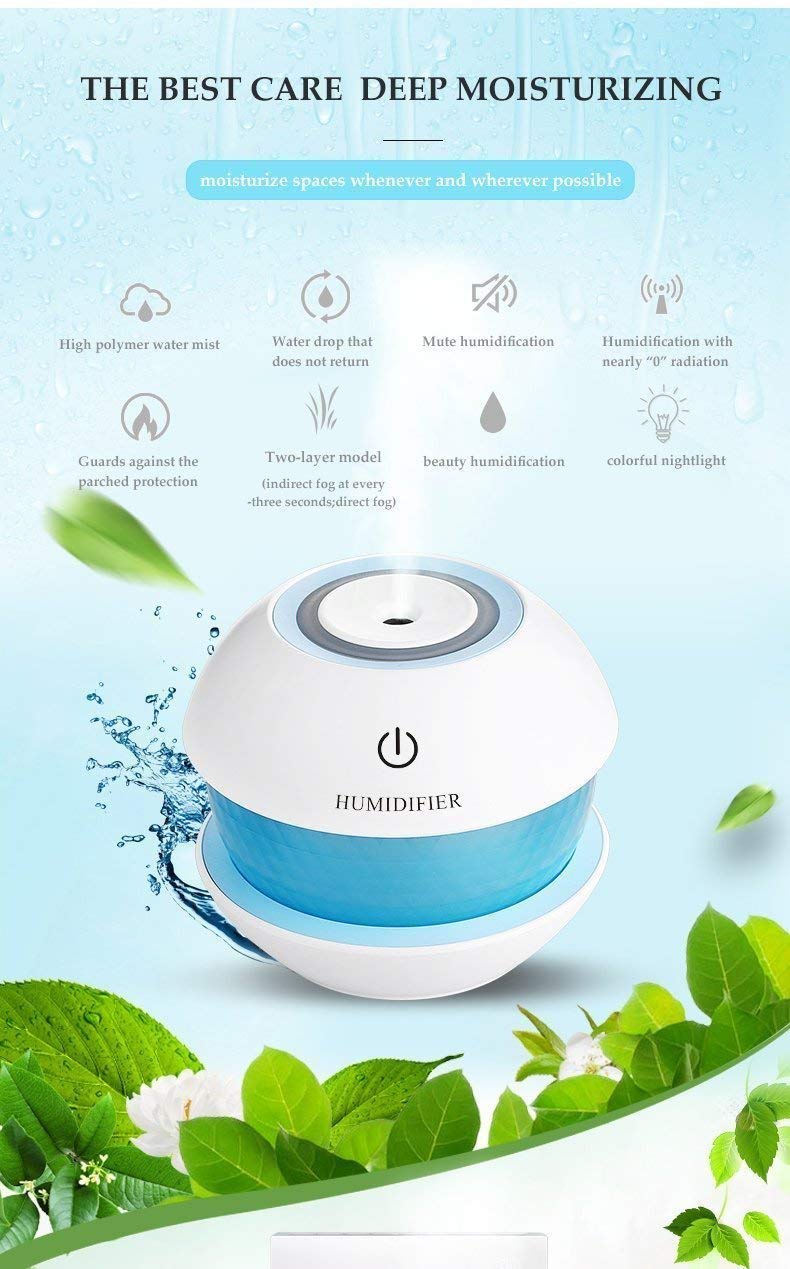 THE BEST CARE DEEP MOISTURIZING
moisturize spaces whenever and wherever possible
High polymer water mist
Water drop that
does not return
Mute humidification
Humidification with
nearly “0” radiation
Guards against the
parched protection
Two-layer model
(indirect fog at every
-three seconds;direct fog)
beauty humidification
colorful nightlight
HUMIDIFIER